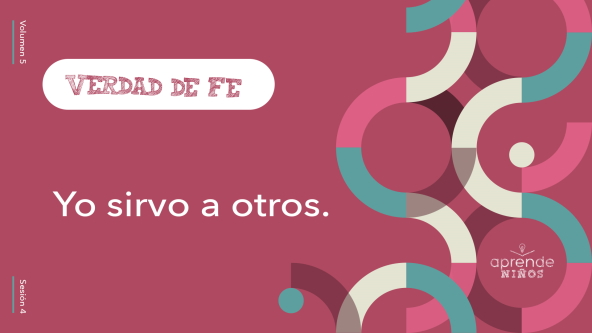 Volumen 5
VERDAD DE FE
Yo sirvo a otros.
aprende
NIÑOS
Sesión 4